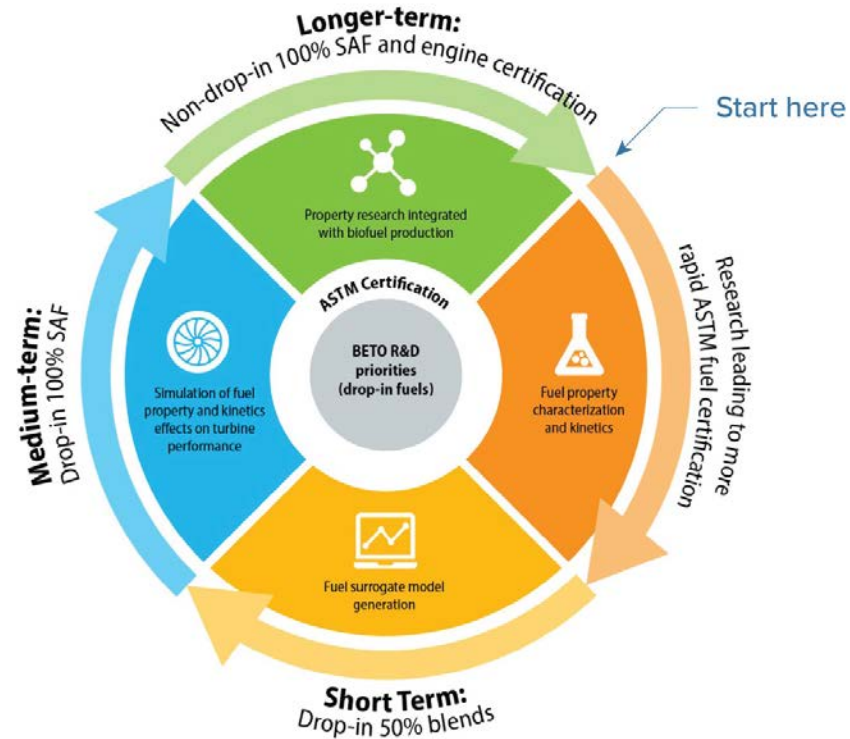 Longer-term:
Non-drop-in 100% SAF and engine certification
Start here
Property research integrated
with biofuel production
ASTM Certification
BETO R&D
priorities
(drop-in fuels)
Fuel property
characterization
and kinetics
Research leading to more
rapid ASTM fuel certification
Fuel surrogate model
generation
Short Term:
Drop-in 50% blends
Simulation of fuel
property and kinetics
effects on turbine
performance
Medium-term:
Drop-in 100% SAF